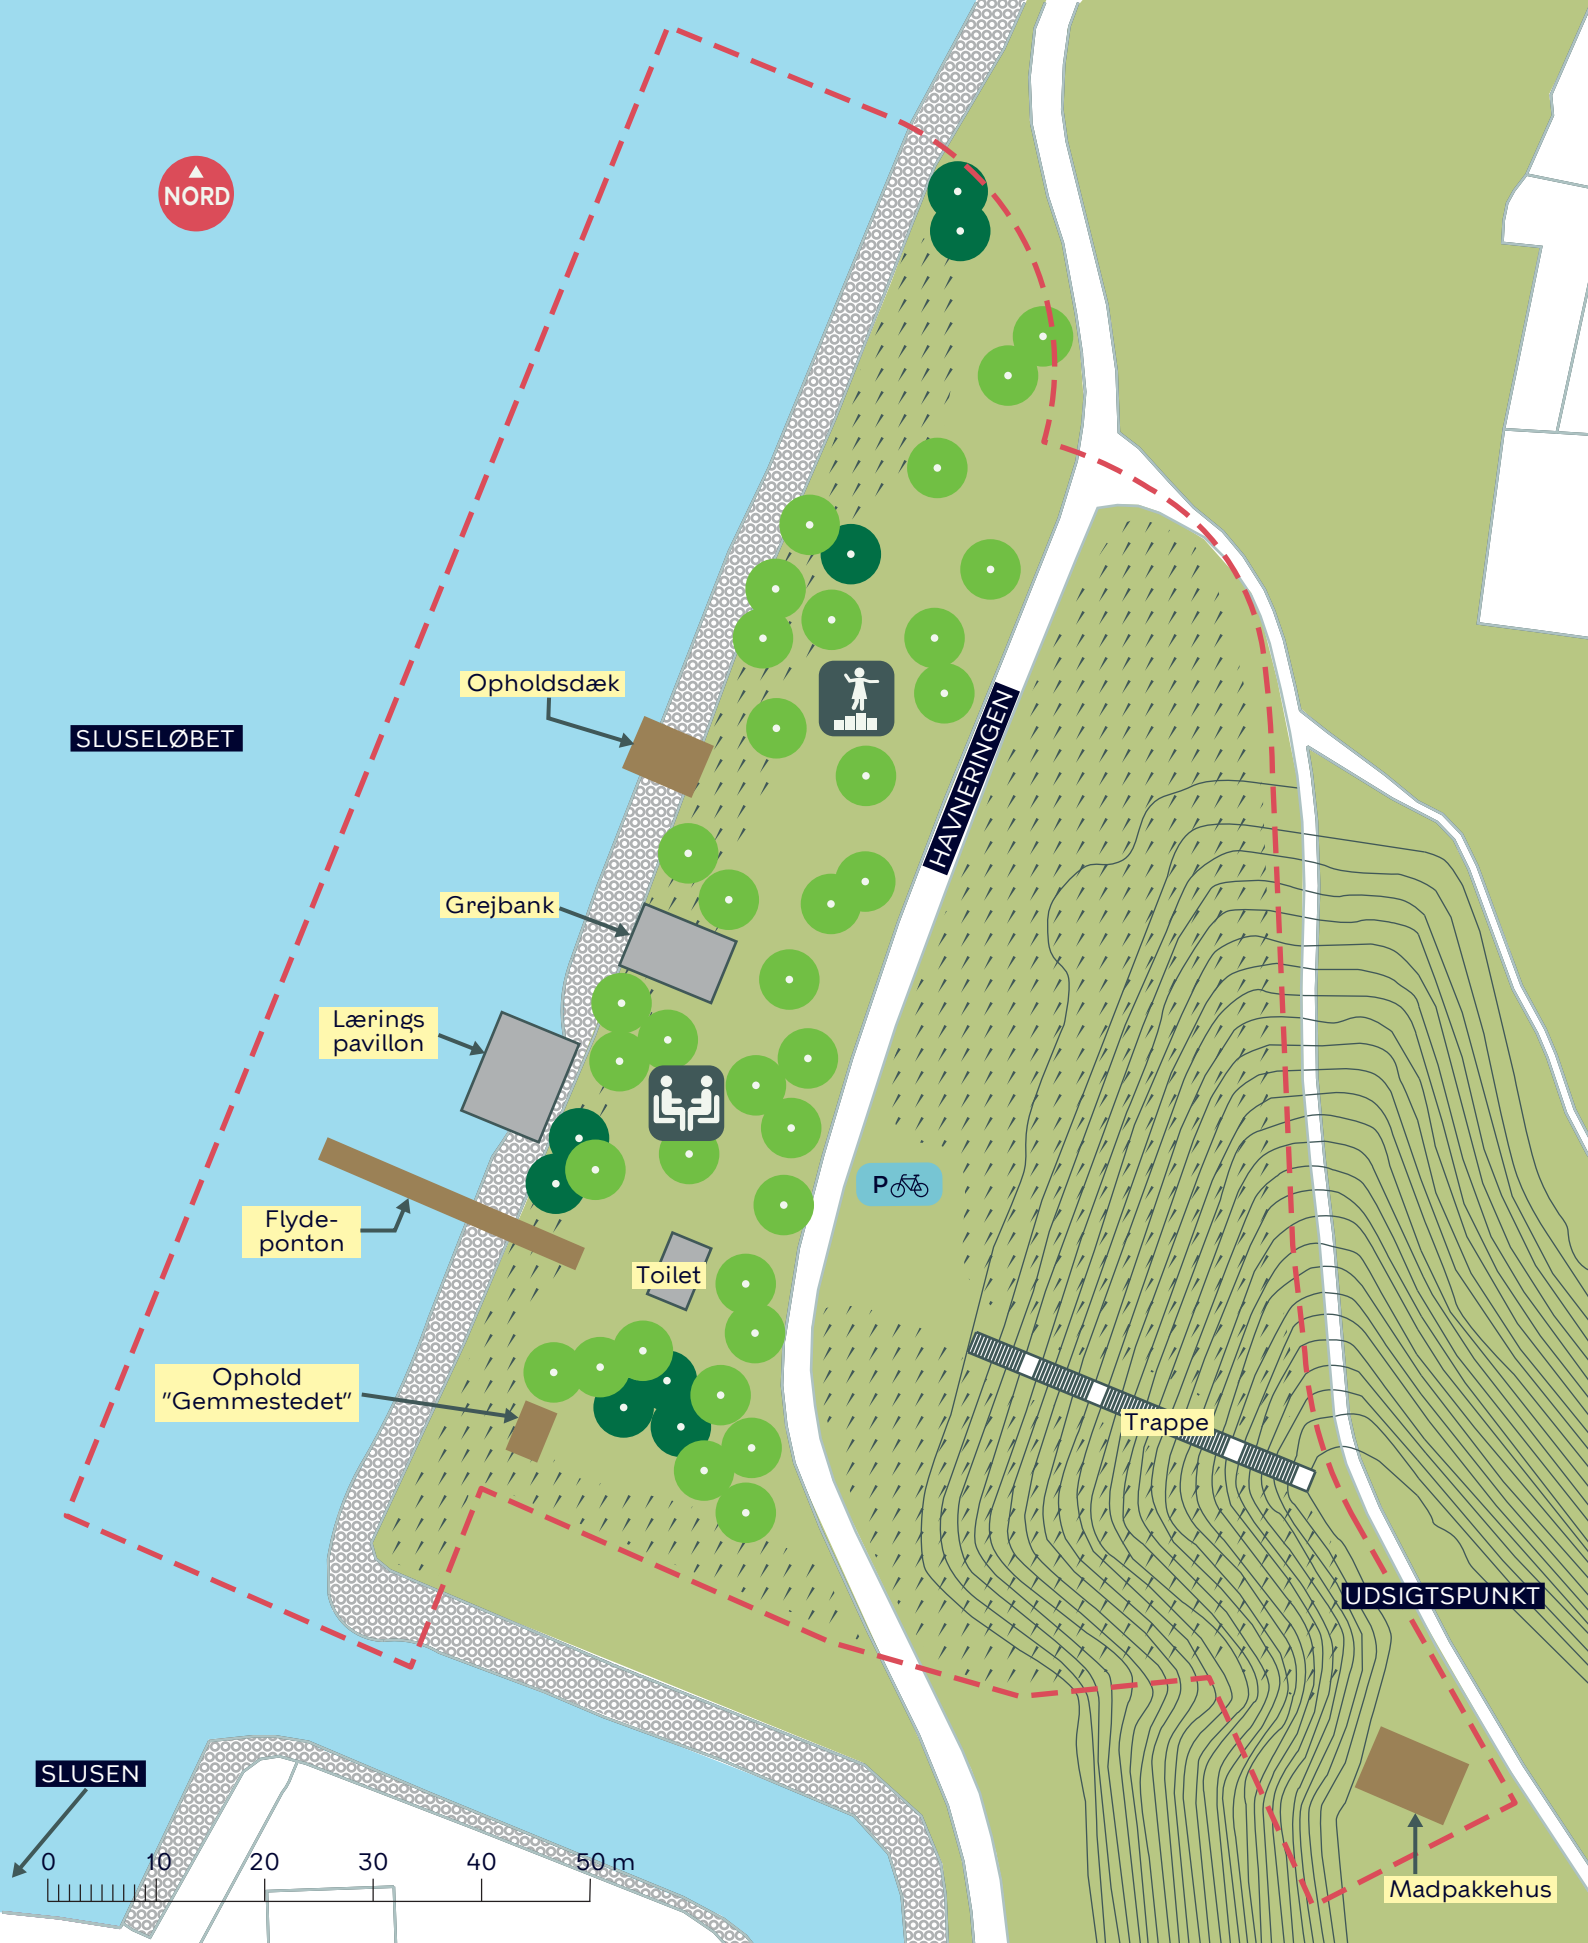 NORD
Opholdsdæk
SLUSELØBET
HAVNERINGEN
Grejbank
Lærings
pavillon
P
Flyde-
ponton
Toilet
Ophold
"Gemmestedet"
Trappe
UDSIGTSPUNKT
SLUSEN
0 10 20 30 40 50 m
Madpakkehus